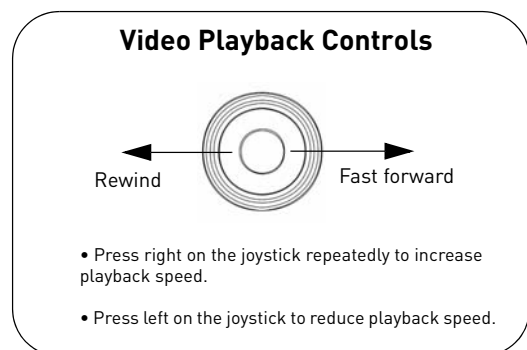 Video Playback Controls
Rewind
Fast forward
• Press right on the joystick repeatedly to increase
playback speed.
• Press left on the joystick to reduce playback speed.